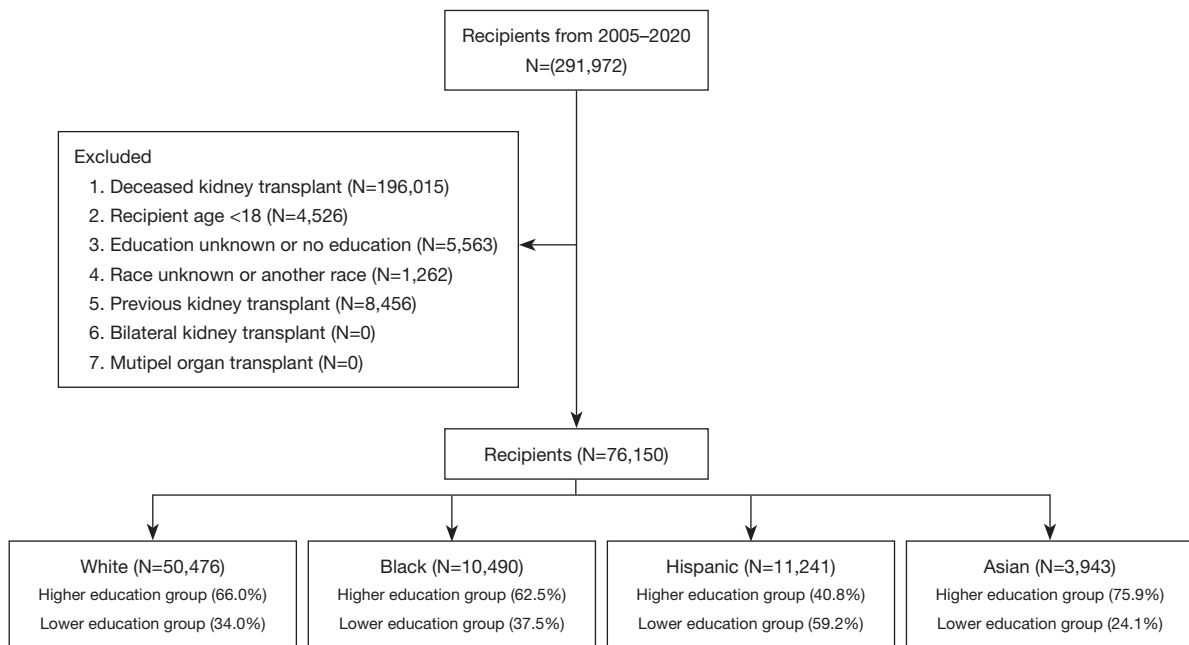 Recipients from 2005–2020
N=(291,972)
Excluded
1. Deceased kidney transplant (N=196,015)
2. Recipient age <18 (N=4,526)
3. Education unknown or no education (N=5,563)
4. Race unknown or another race (N=1,262)
5. Previous kidney transplant (N=8,456)
6. Bilateral kidney transplant (N=0)
7. Mutipel organ transplant (N=0)
Recipients (N=76,150)
White (N=50,476)
Higher education group (66.0%)
Lower education group (34.0%)
Black (N=10,490)
Higher education group (62.5%)
Lower education group (37.5%)
Hispanic (N=11,241)
Higher education group (40.8%)
Lower education group (59.2%)
Asian (N=3,943)
Higher education group (75.9%)
Lower education group (24.1%)